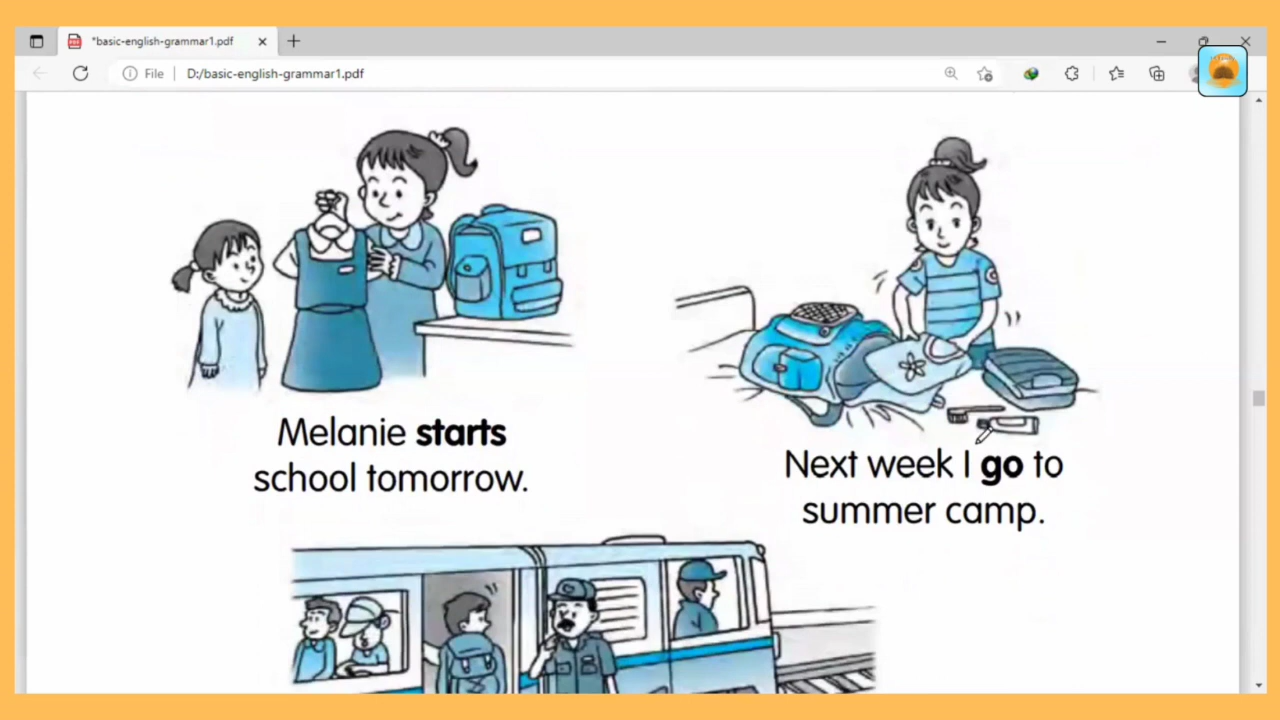 *basic-english-grammar1.pdf
File D:/basic-english-grammar1.pdf
Melanie starts
school tomorrow.
Next week I go to
summer camp.